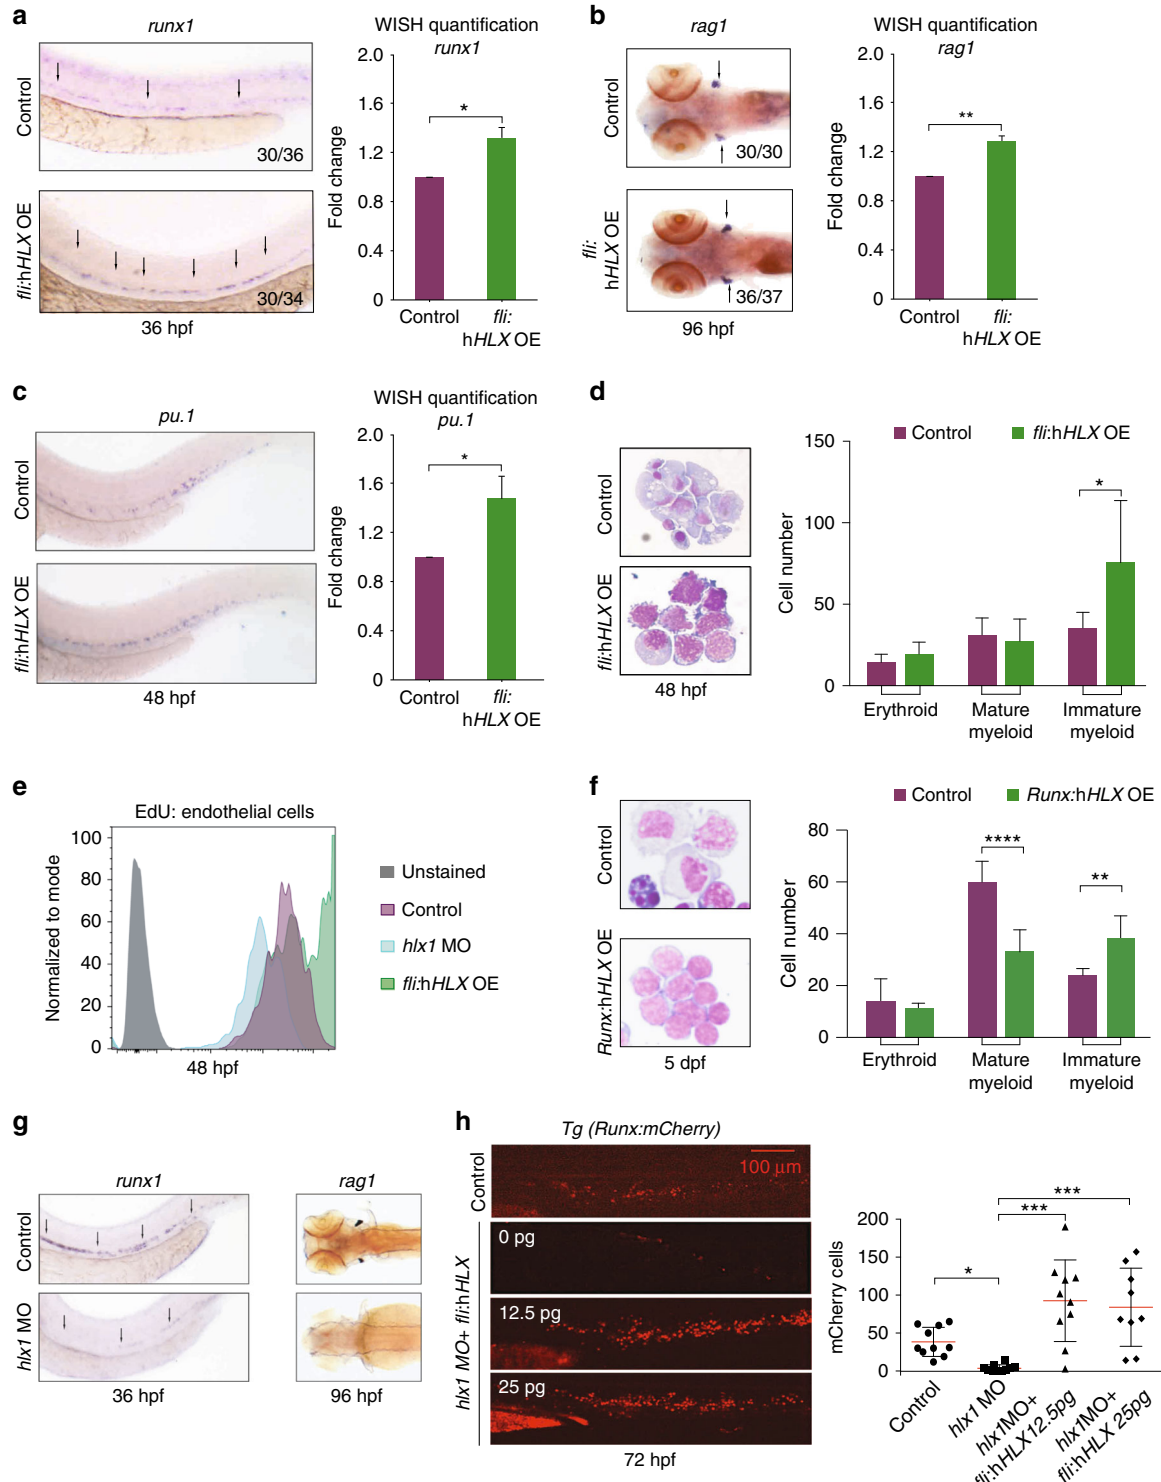 a
runx1
Control
30/36
fli:hHLX OE
30/34
36 hpf
WISH quantification
runx1
Fold change
2.0
1.6
1.2
0.8
0.4
0
*
Control
fli:
hHLX OE
b
rag1
Control
30/30
fli:
hHLX OE
36/37
96 hpf
WISH quantification
rag1
Fold change
2.0
1.6
1.2
0.8
0.4
0
**
Control
fli:
hHLX OE
c
pu.1
Control
fli:hHLX OE
48 hpf
WISH quantification
pu.1
Fold change
2.0
1.6
1.2
0.8
0.4
0
*
Control
fli:
hHLX OE
d
Control
fli:hHLX OE
48 hpf
Control
fli:hHLX OE
Cell number
150
100
50
0
*
Erythroid
Mature
myeloid
Immature
myeloid
e
EdU: endothelial cells
Normalized to mode
100
80
60
40
20
0
48 hpf
Unstained
Control
hlx1 MO
fli:hHLX OE
f
Control
Runx:hHLX OE
5 dpf
Control
Runx:hHLX OE
Cell number
80
60
40
20
0
****
**
Erythroid
Mature
myeloid
Immature
myeloid
g
runx1
rag1
Control
hlx1 MO
36 hpf
96 hpf
h
Tg (Runx:mCherry)
100 µm
Control
hlx1 MO+ fli:hHLX
0 pg
12.5 pg
25 pg
72 hpf
mCherry cells
200
150
100
50
0
*
***
***
Control
hlx1 MO
hlx1MO+
fli:hHLX12.5pg
hlx1MO+
fli:hHLX 25pg